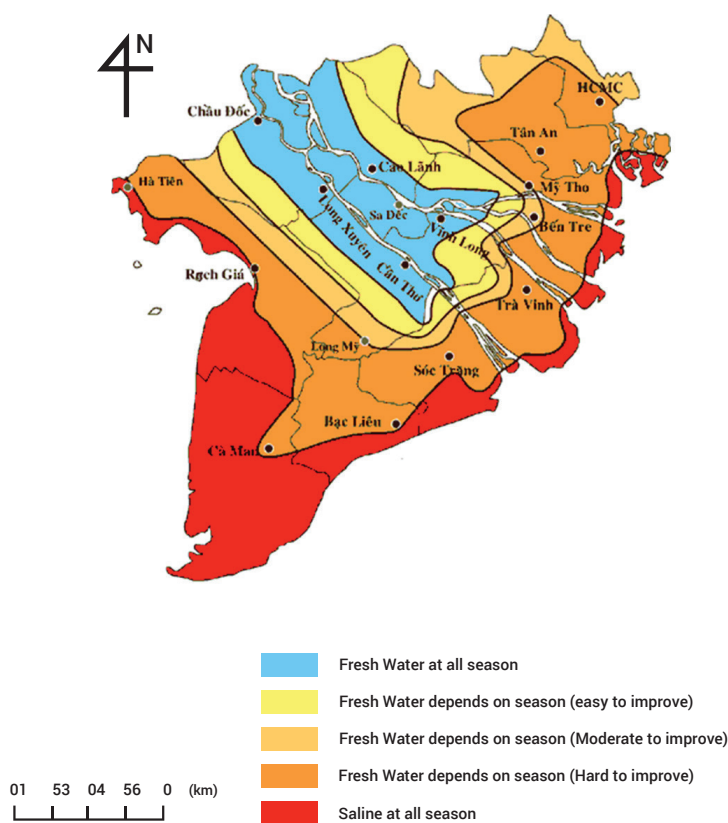 N
HCMC
Chầu Đốc
Tân An
Cao Lãnh
Hà Tiên
Mỹ Tho
Long Xuyên
Sa Dếc
Vĩnh Long
Bến Tre
Cần Thơ
Rạch Giá
Trà Vinh
Long Mỹ
Sóc Trăng
Bạc Liêu
Cà Mau
Fresh Water at all season
Fresh Water depends on season (easy to improve)
Fresh Water depends on season (Moderate to improve)
Fresh Water depends on season (Hard to improve)
01 53 04 56 0 (km)
Saline at all season